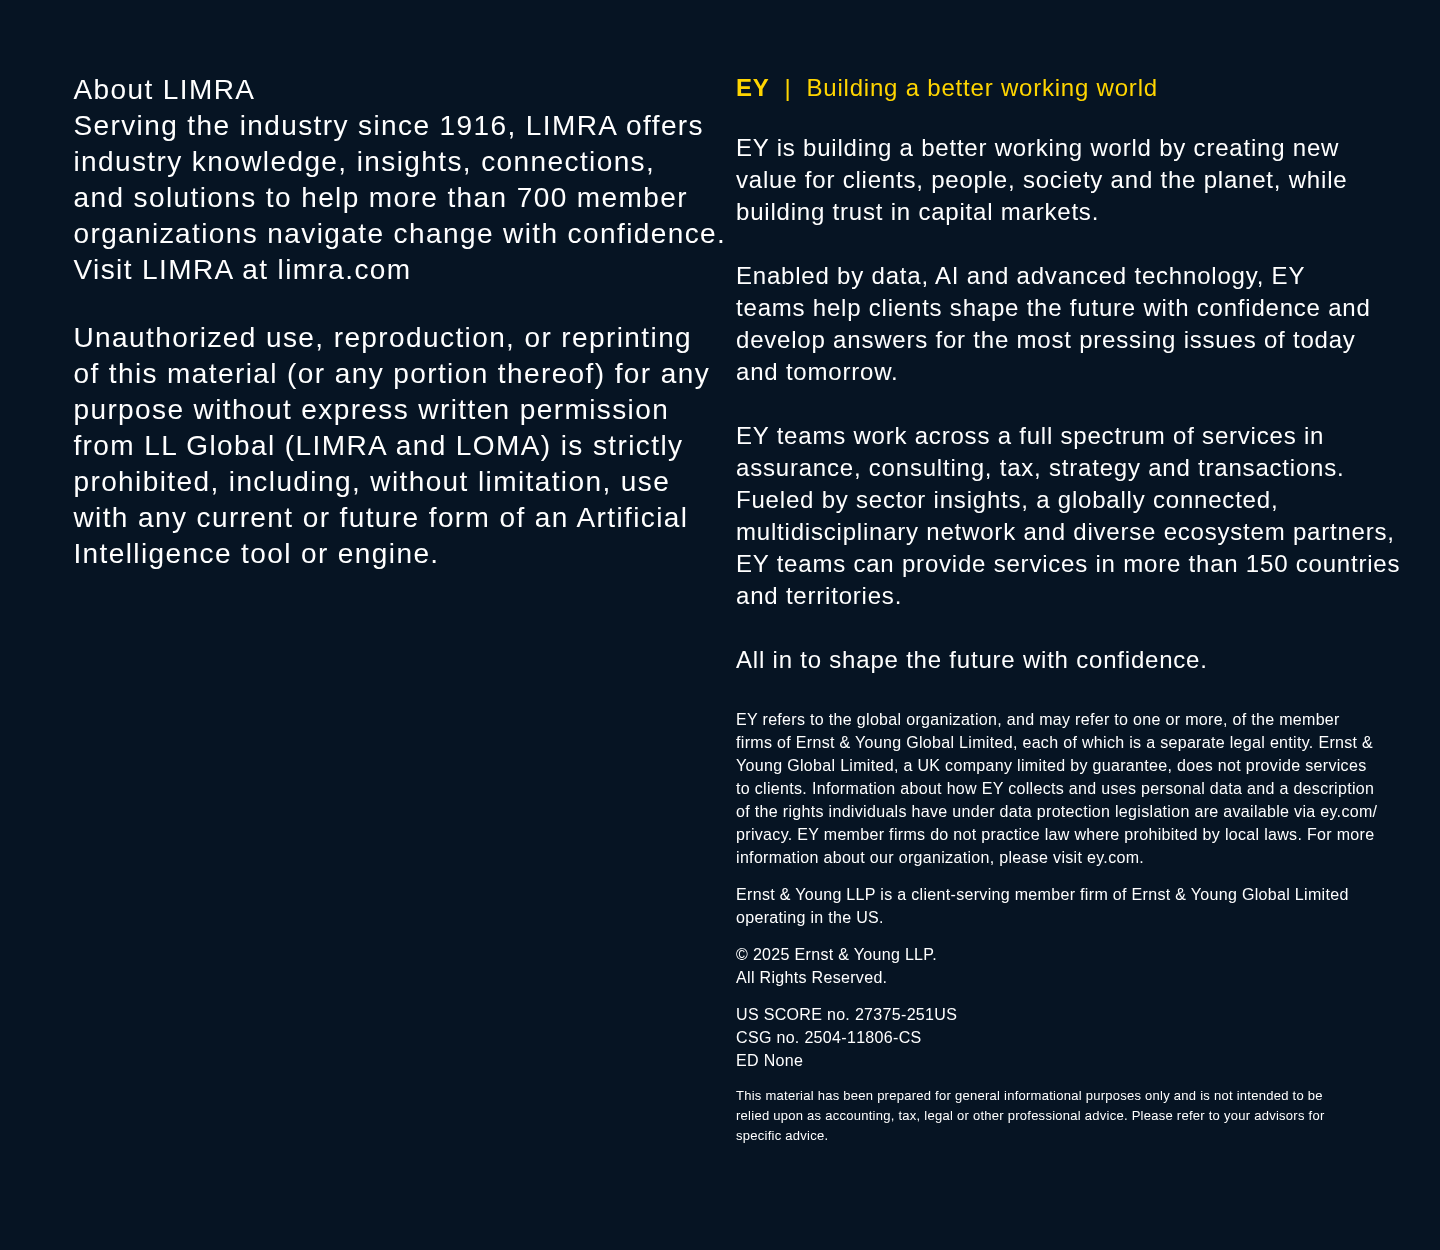 About LIMRA
Serving the industry since 1916, LIMRA offers
industry knowledge, insights, connections,
and solutions to help more than 700 member
organizations navigate change with confidence.
Visit LIMRA at limra.com
Unauthorized use, reproduction, or reprinting
of this material (or any portion thereof) for any
purpose without express written permission
from LL Global (LIMRA and LOMA) is strictly
prohibited, including, without limitation, use
with any current or future form of an Artificial
Intelligence tool or engine.
EY | Building a better working world
EY is building a better working world by creating new
value for clients, people, society and the planet, while
building trust in capital markets.
Enabled by data, AI and advanced technology, EY
teams help clients shape the future with confidence and
develop answers for the most pressing issues of today
and tomorrow.
EY teams work across a full spectrum of services in
assurance, consulting, tax, strategy and transactions.
Fueled by sector insights, a globally connected,
multidisciplinary network and diverse ecosystem partners,
EY teams can provide services in more than 150 countries
and territories.
All in to shape the future with confidence.
EY refers to the global organization, and may refer to one or more, of the member
firms of Ernst & Young Global Limited, each of which is a separate legal entity. Ernst &
Young Global Limited, a UK company limited by guarantee, does not provide services
to clients. Information about how EY collects and uses personal data and a description
of the rights individuals have under data protection legislation are available via ey.com/
privacy. EY member firms do not practice law where prohibited by local laws. For more
information about our organization, please visit ey.com.
Ernst & Young LLP is a client-serving member firm of Ernst & Young Global Limited
operating in the US.
© 2025 Ernst & Young LLP.
All Rights Reserved.
US SCORE no. 27375-251US
CSG no. 2504-11806-CS
ED None
This material has been prepared for general informational purposes only and is not intended to be
relied upon as accounting, tax, legal or other professional advice. Please refer to your advisors for
specific advice.